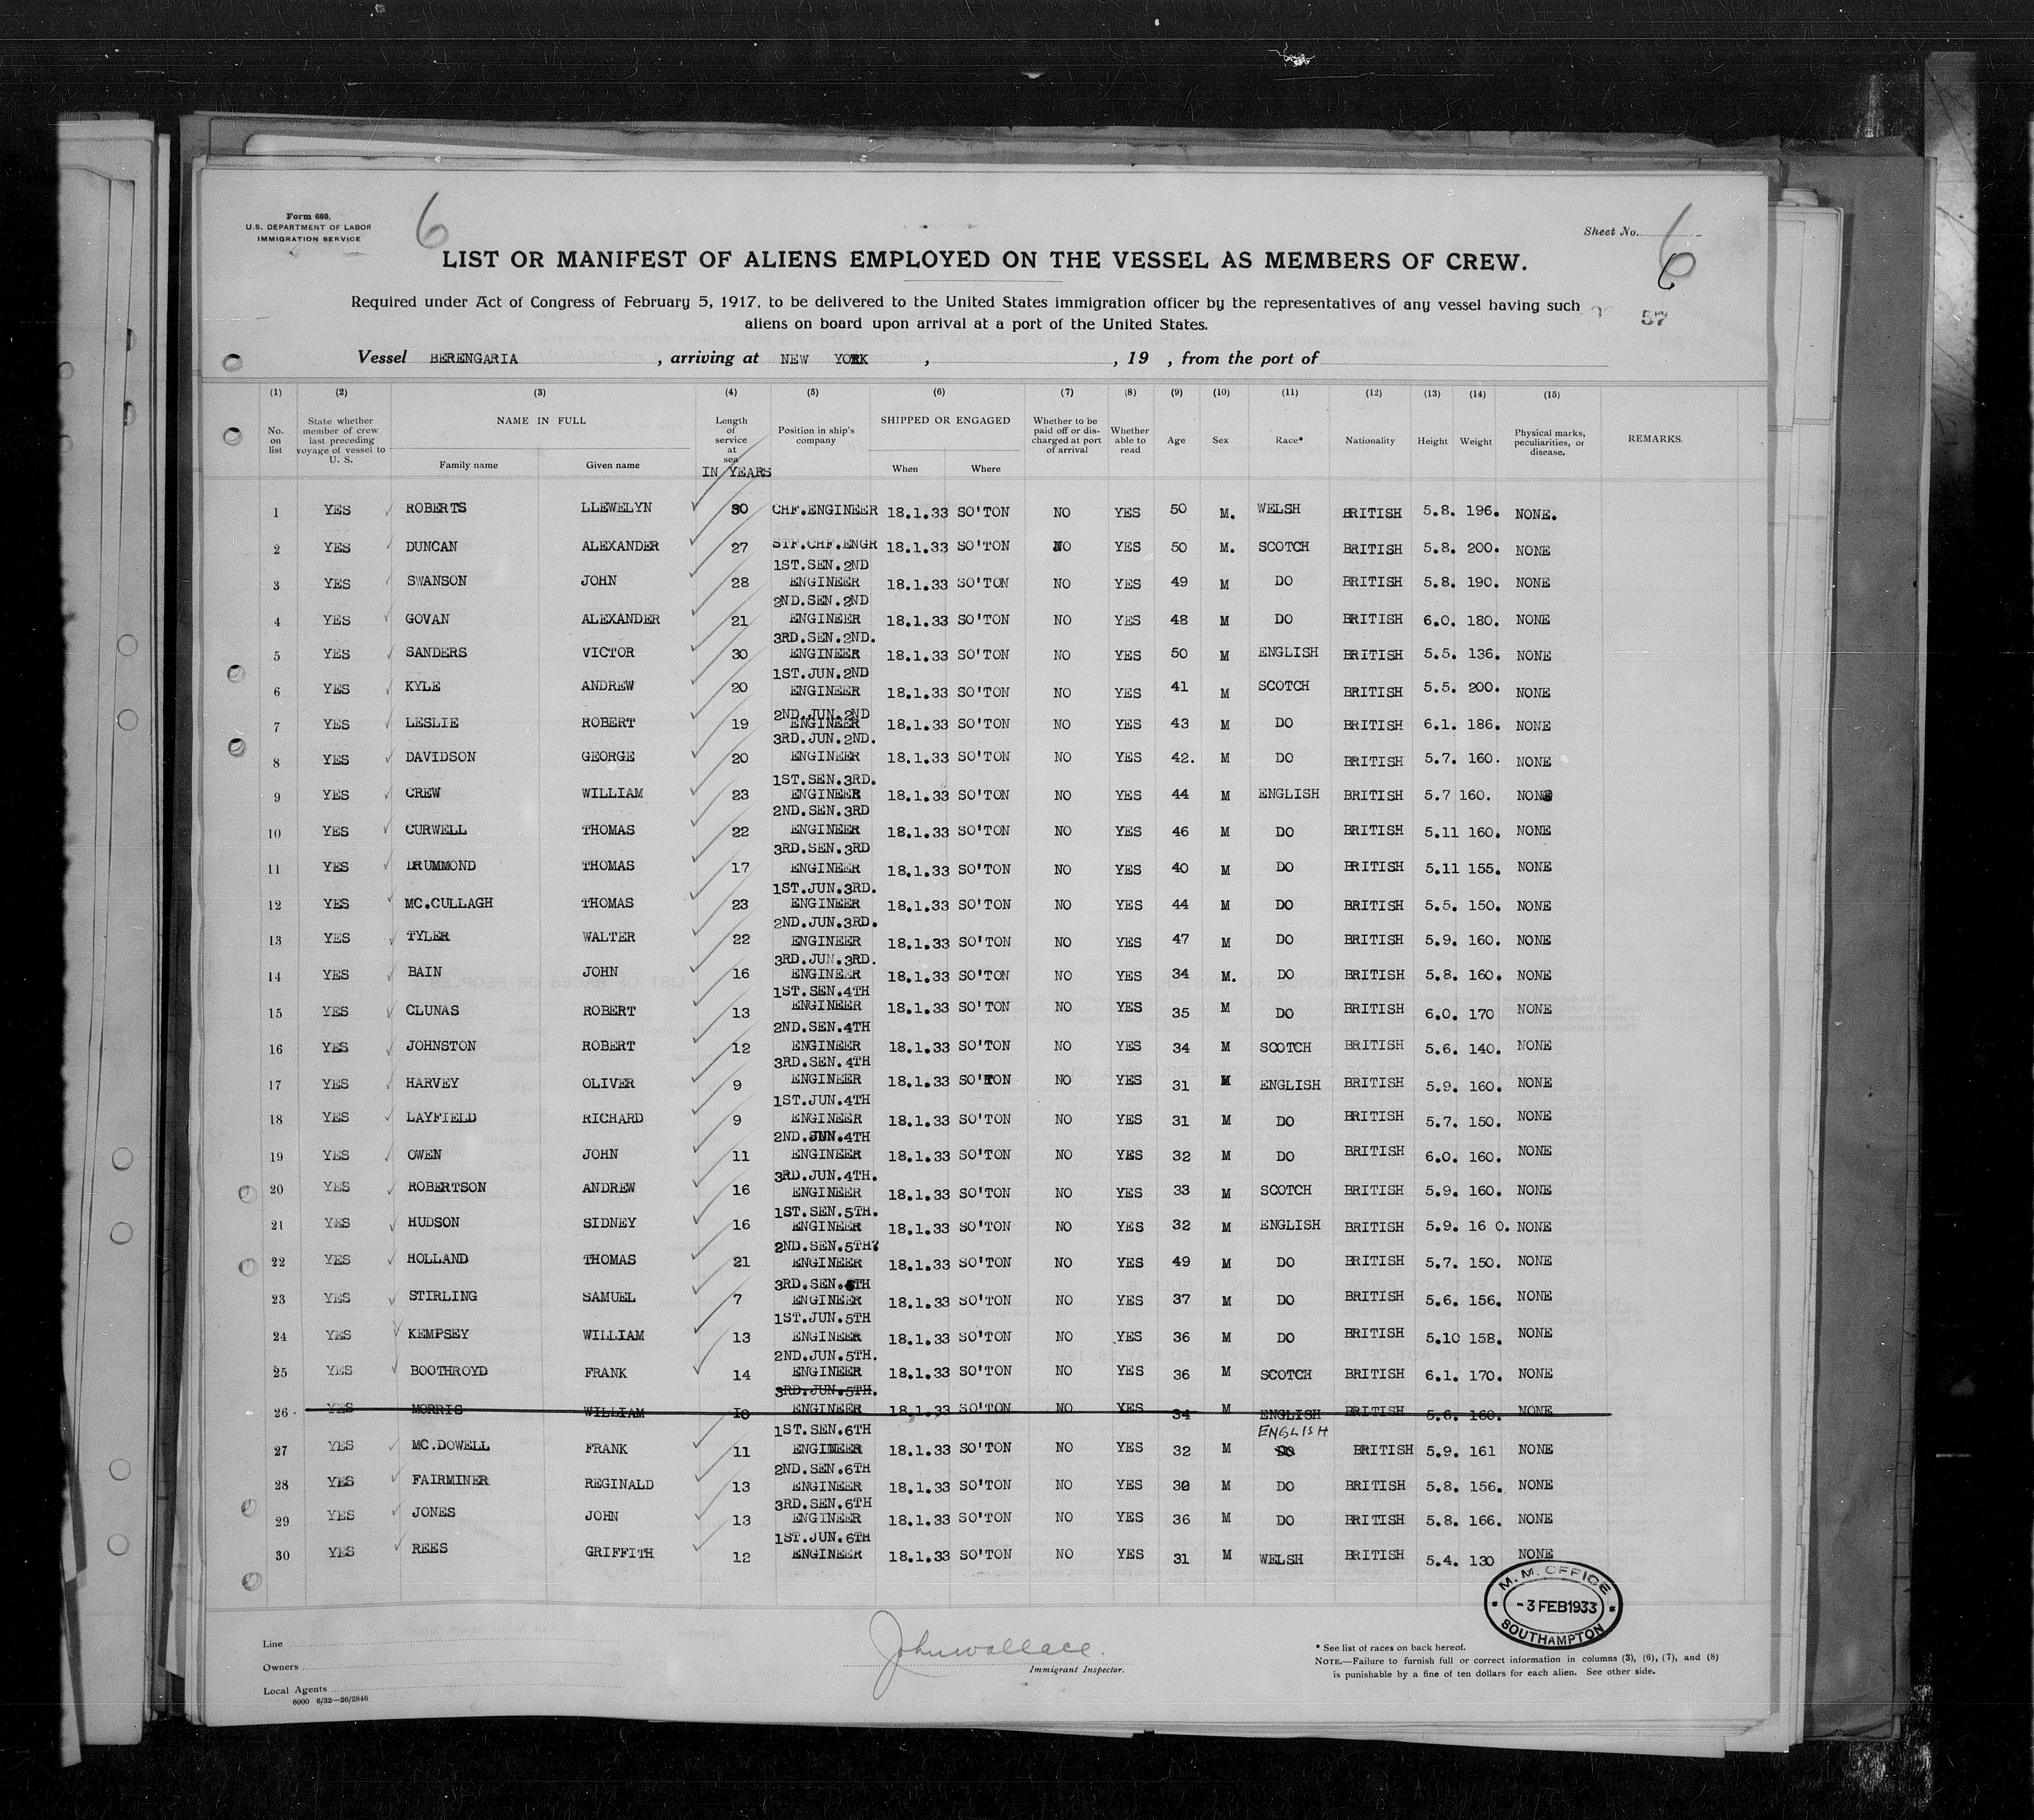 6
Form 680.
U.S. DEPARTMENT OF LABOR
IMMIGRATION SERVICE
Sheet No. 6
6
LIST OR MANIFEST OF ALIENS EMPLOYED ON THE VESSEL AS MEMBERS OF CREW.
Required under Act of Congress of February 5, 1917, to be delivered to the United States immigration officer by the representatives of any vessel having such
aliens on board upon arrival at a port of the United States.
57
Vessel BERENGARIA , arriving at NEW YORK , , 19 , from the port of
(1) (2) (3) (4) (5) (6) (7) (8) (9) (10) (11) (12) (13) (14) (15)
No. on list State whether member of crew last preceding voyage of vessel to U. S. NAME IN FULL Family name Given name Length of service at sea IN YEARS Position in ship's company SHIPPED OR ENGAGED When Where Whether to be paid off or discharged at port of arrival Whether able to read Age Sex Race* Nationality Height Weight Physical marks, peculiarities, or disease. REMARKS.
1 YES ROBERTS LLEWELYN 30 CHF.ENGINEER 18.1.33 SO'TON NO YES 50 M. WELSH BRITISH 5.8. 196. NONE.
2 YES DUNCAN ALEXANDER 27 STF.CHF.ENGR 18.1.33 SO'TON NO YES 50 M. SCOTCH BRITISH 5.8. 200. NONE
3 YES SWANSON JOHN 28 1ST.SEN.2ND ENGINEER 18.1.33 SO'TON NO YES 49 M DO BRITISH 5.8. 190. NONE
4 YES GOVAN ALEXANDER 21 2ND.SEN.2ND ENGINEER 18.1.33 SO'TON NO YES 48 M DO BRITISH 6.0. 180. NONE
5 YES SANDERS VICTOR 30 3RD.SEN.2ND. ENGINEER 18.1.33 SO'TON NO YES 50 M ENGLISH BRITISH 5.5. 136. NONE
6 YES KYLE ANDREW 20 1ST.JUN.2ND ENGINEER 18.1.33 SO'TON NO YES 41 M SCOTCH BRITISH 5.5. 200. NONE
7 YES LESLIE ROBERT 19 2ND.JUN.2ND ENGINEER 18.1.33 SO'TON NO YES 43 M DO BRITISH 6.1. 186. NONE
8 YES DAVIDSON GEORGE 20 3RD.JUN.2ND. ENGINEER 18.1.33 SO'TON NO YES 42. M DO BRITISH 5.7. 160. NONE
9 YES CREW WILLIAM 23 1ST.SEN.3RD. ENGINEER 18.1.33 SO'TON NO YES 44 M ENGLISH BRITISH 5.7 160. NONE
10 YES CURWELL THOMAS 22 2ND.SEN.3RD ENGINEER 18.1.33 SO'TON NO YES 46 M DO BRITISH 5.11 160. NONE
11 YES DRUMMOND THOMAS 17 3RD.SEN.3RD ENGINEER 18.1.33 SO'TON NO YES 40 M DO BRITISH 5.11 155. NONE
12 YES MC.CULLAGH THOMAS 23 1ST.JUN.3RD. ENGINEER 18.1.33 SO'TON NO YES 44 M DO BRITISH 5.5. 150. NONE
13 YES TYLER WALTER 22 2ND.JUN.3RD. ENGINEER 18.1.33 SO'TON NO YES 47 M DO BRITISH 5.9. 160. NONE
14 YES BAIN JOHN 16 3RD.JUN.3RD. ENGINEER 18.1.33 SO'TON NO YES 34 M. DO BRITISH 5.8. 160. NONE
15 YES CLUNAS ROBERT 13 1ST.SEN.4TH ENGINEER 18.1.33 SO'TON NO YES 35 M DO BRITISH 6.0. 170 NONE
16 YES JOHNSTON ROBERT 12 2ND.SEN.4TH ENGINEER 18.1.33 SO'TON NO YES 34 M SCOTCH BRITISH 5.6. 140. NONE
17 YES HARVEY OLIVER 9 3RD.SEN.4TH ENGINEER 18.1.33 SO'TON NO YES 31 M ENGLISH BRITISH 5.9. 160. NONE
18 YES LAYFIELD RICHARD 9 1ST.JUN.4TH ENGINEER 18.1.33 SO'TON NO YES 31 M DO BRITISH 5.7. 150. NONE
19 YES OWEN JOHN 11 2ND.JUN.4TH ENGINEER 18.1.33 SO'TON NO YES 32 M DO BRITISH 6.0. 160. NONE
20 YES ROBERTSON ANDREW 16 3RD.JUN.4TH. ENGINEER 18.1.33 SO'TON NO YES 33 M SCOTCH BRITISH 5.9. 160. NONE
21 YES HUDSON SIDNEY 16 1ST.SEN.5TH. ENGINEER 18.1.33 SO'TON NO YES 32 M ENGLISH BRITISH 5.9. 16 0. NONE
22 YES HOLLAND THOMAS 21 2ND.SEN.5TH? ENGINEER 18.1.33 SO'TON NO YES 49 M DO BRITISH 5.7. 150. NONE
23 YES STIRLING SAMUEL 7 3RD.SEN.5TH ENGINEER 18.1.33 SO'TON NO YES 37 M DO BRITISH 5.6. 156. NONE
24 YES KEMPSEY WILLIAM 13 1ST.JUN.5TH ENGINEER 18.1.33 SO'TON NO YES 36 M DO BRITISH 5.10 158. NONE
25 YES BOOTHROYD FRANK 14 2ND.JUN.5TH. ENGINEER 18.1.33 SO'TON NO YES 36 M SCOTCH BRITISH 6.1. 170. NONE
26 YES MORRIS WILLIAM 10 3RD.JUN.5TH. ENGINEER 18.1.33 SO'TON NO YES 34 M ENGLISH BRITISH 5.6. 160. NONE
27 YES MC.DOWELL FRANK 11 1ST.SEN.6TH ENGINEER 18.1.33 SO'TON NO YES 32 M ENGLISH DO BRITISH 5.9. 161 NONE
28 YES FAIRMINER REGINALD 13 2ND.SEN.6TH ENGINEER 18.1.33 SO'TON NO YES 30 M DO BRITISH 5.8. 156. NONE
29 YES JONES JOHN 13 3RD.SEN.6TH ENGINEER 18.1.33 SO'TON NO YES 36 M DO BRITISH 5.8. 166. NONE
30 YES REES GRIFFITH 12 1ST.JUN.6TH ENGINEER 18.1.33 SO'TON NO YES 31 M WELSH BRITISH 5.4. 130 NONE
M. M. OFFICE
-3 FEB 1933
SOUTHAMPTON
Line
Owners
Local Agents
6000 6/32—26/2846
John Wallace.
Immigrant Inspector.
* See list of races on back hereof.
NOTE.—Failure to furnish full or correct information in columns (3), (6), (7), and (8)
is punishable by a fine of ten dollars for each alien. See other side.